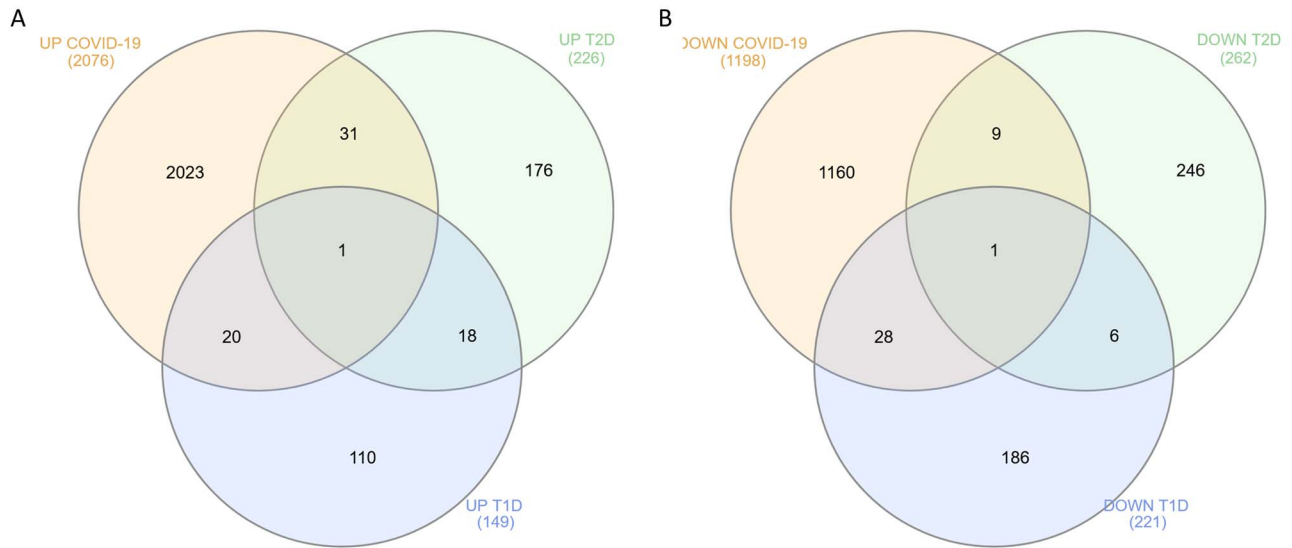 A
B
UP COVID-19
(2076)
UP T2D
(226)
31
2023
176
1
20
18
110
UP T1D
(149)
DOWN COVID-19
(1198)
DOWN T2D
(262)
9
1160
246
1
28
6
186
DOWN T1D
(221)